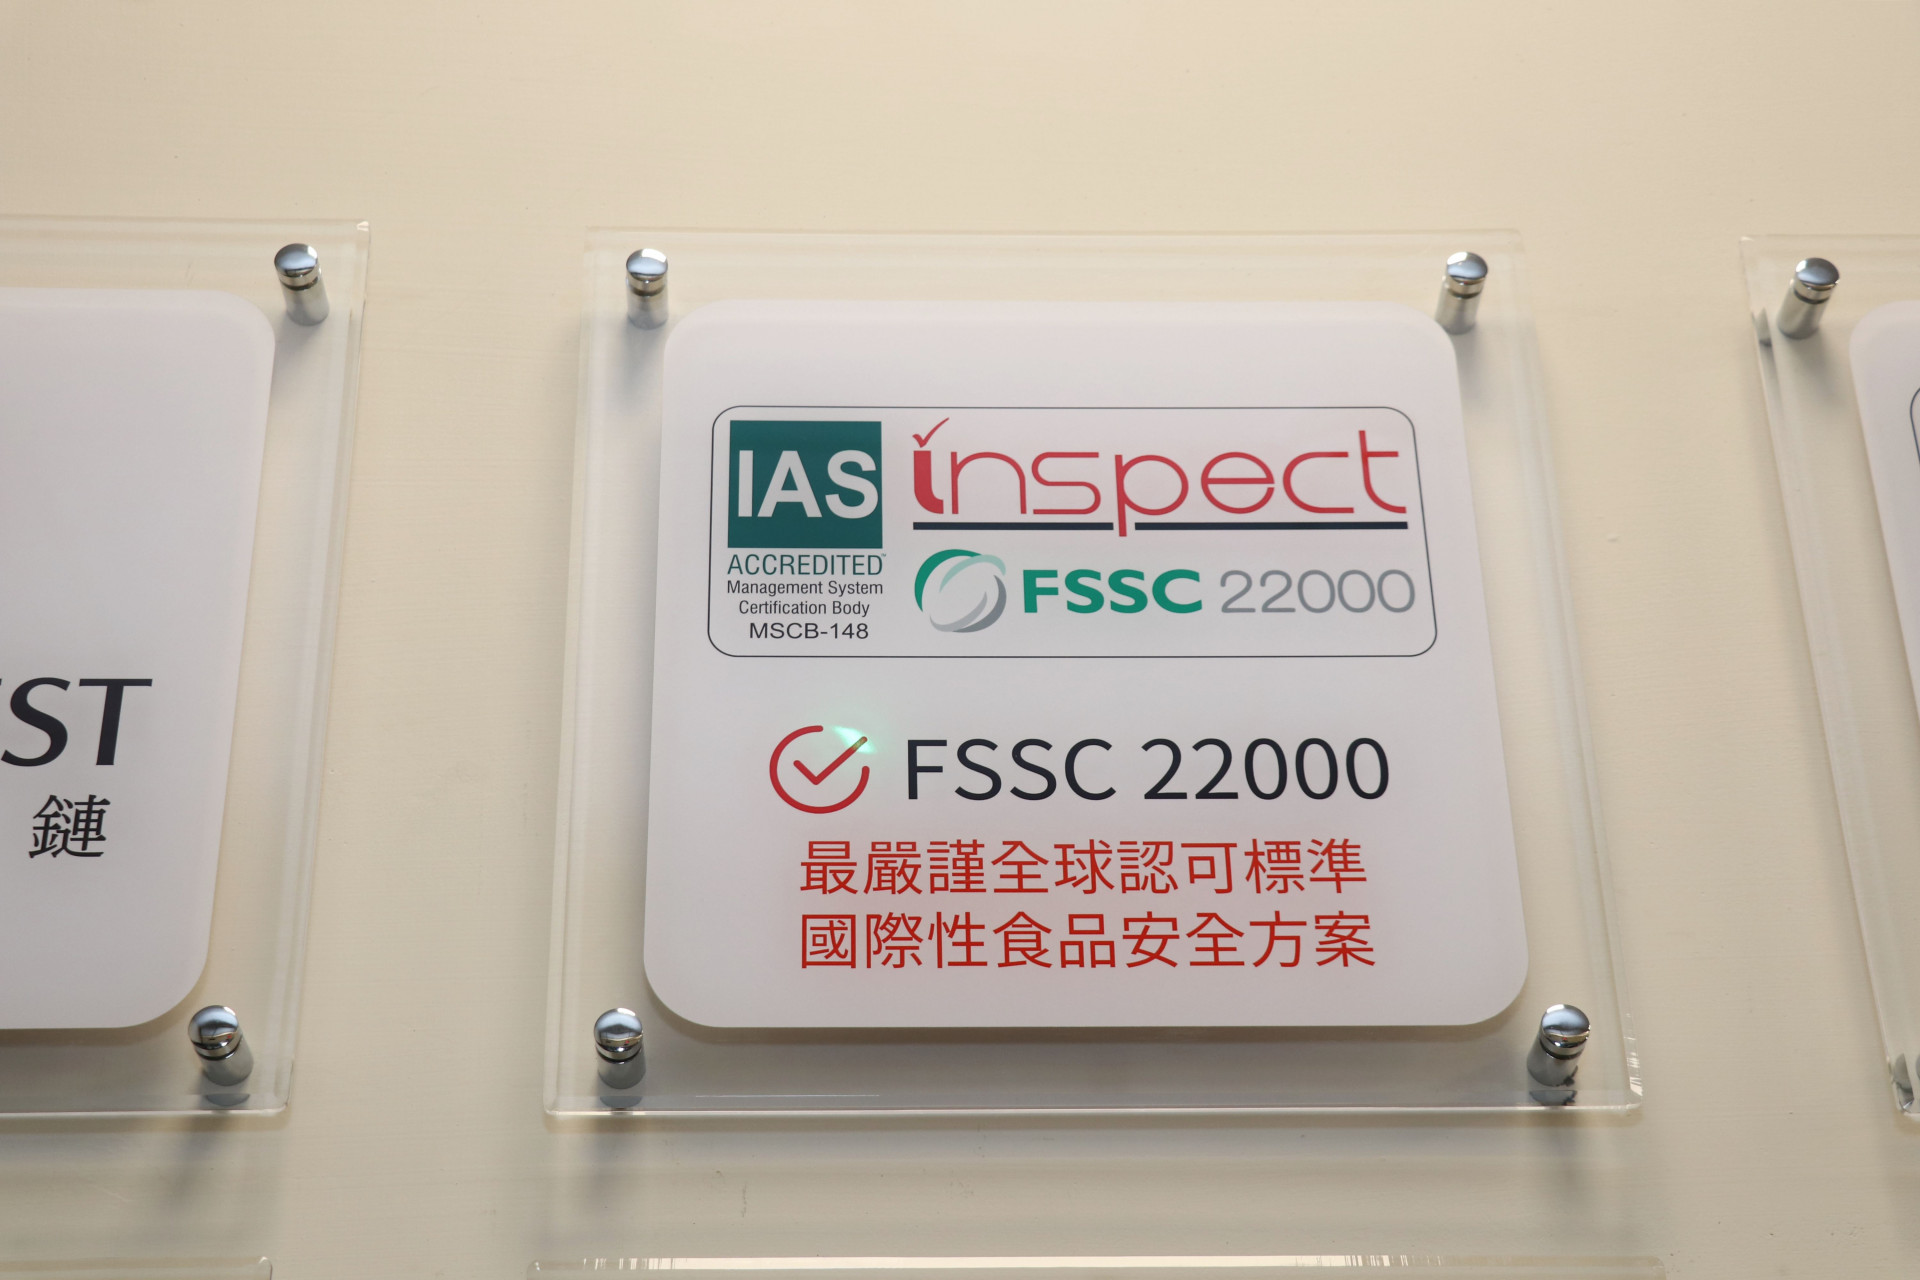 ST
鏈
IAS
ACCREDITED™
Management System
Certification Body
MSCB-148
inspect
FSSC 22000
FSSC 22000
最嚴謹全球認可標準
國際性食品安全方案